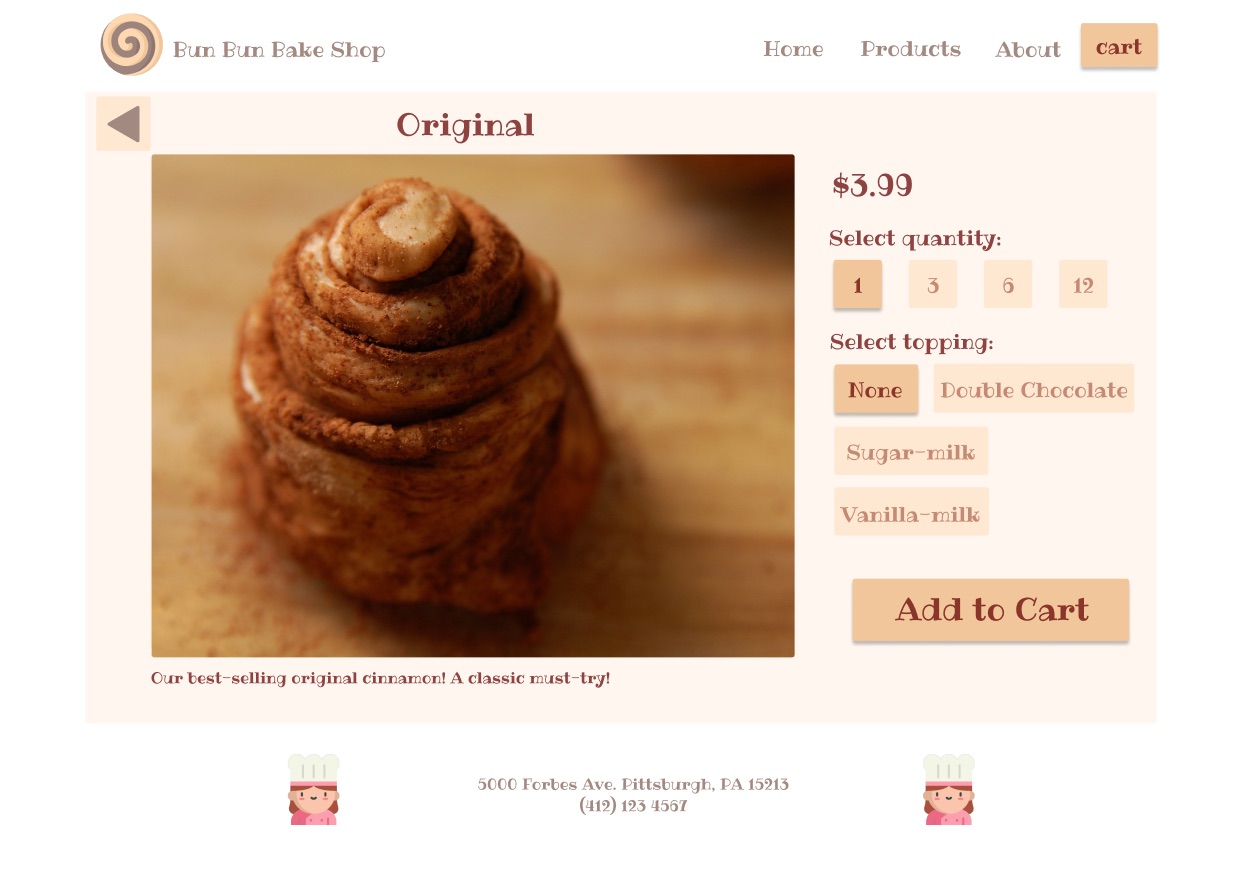 Bun Bun Bake Shop
Home
Products
About
cart
Original
$3.99
Select quantity:
1
3
6
12
Select topping:
None
Double Chocolate
Sugar-milk
Vanilla-milk
Add to Cart
Our best-selling original cinnamon! A classic must-try!
5000 Forbes Ave. Pittsburgh, PA 15213
(412) 123 4567